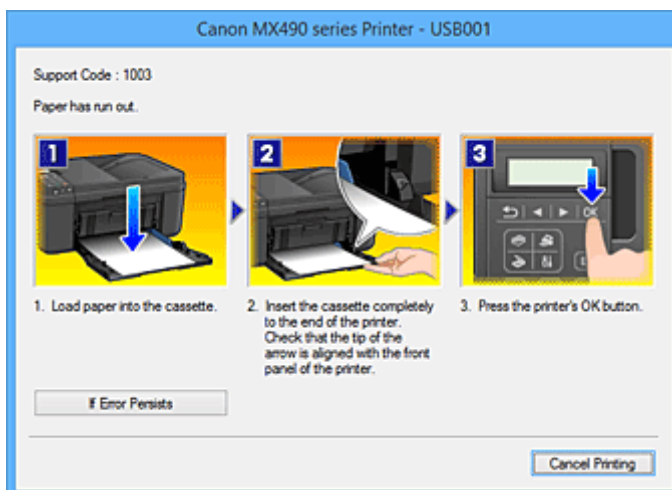 Canon MX490 series Printer - USB001
Support Code : 1003
Paper has run out.
1
2
3
OK
1. Load paper into the cassette.
2. Insert the cassette completely
to the end of the printer.
Check that the tip of the
arrow is aligned with the front
panel of the printer.
3. Press the printer's OK button.
If Error Persists
Cancel Printing